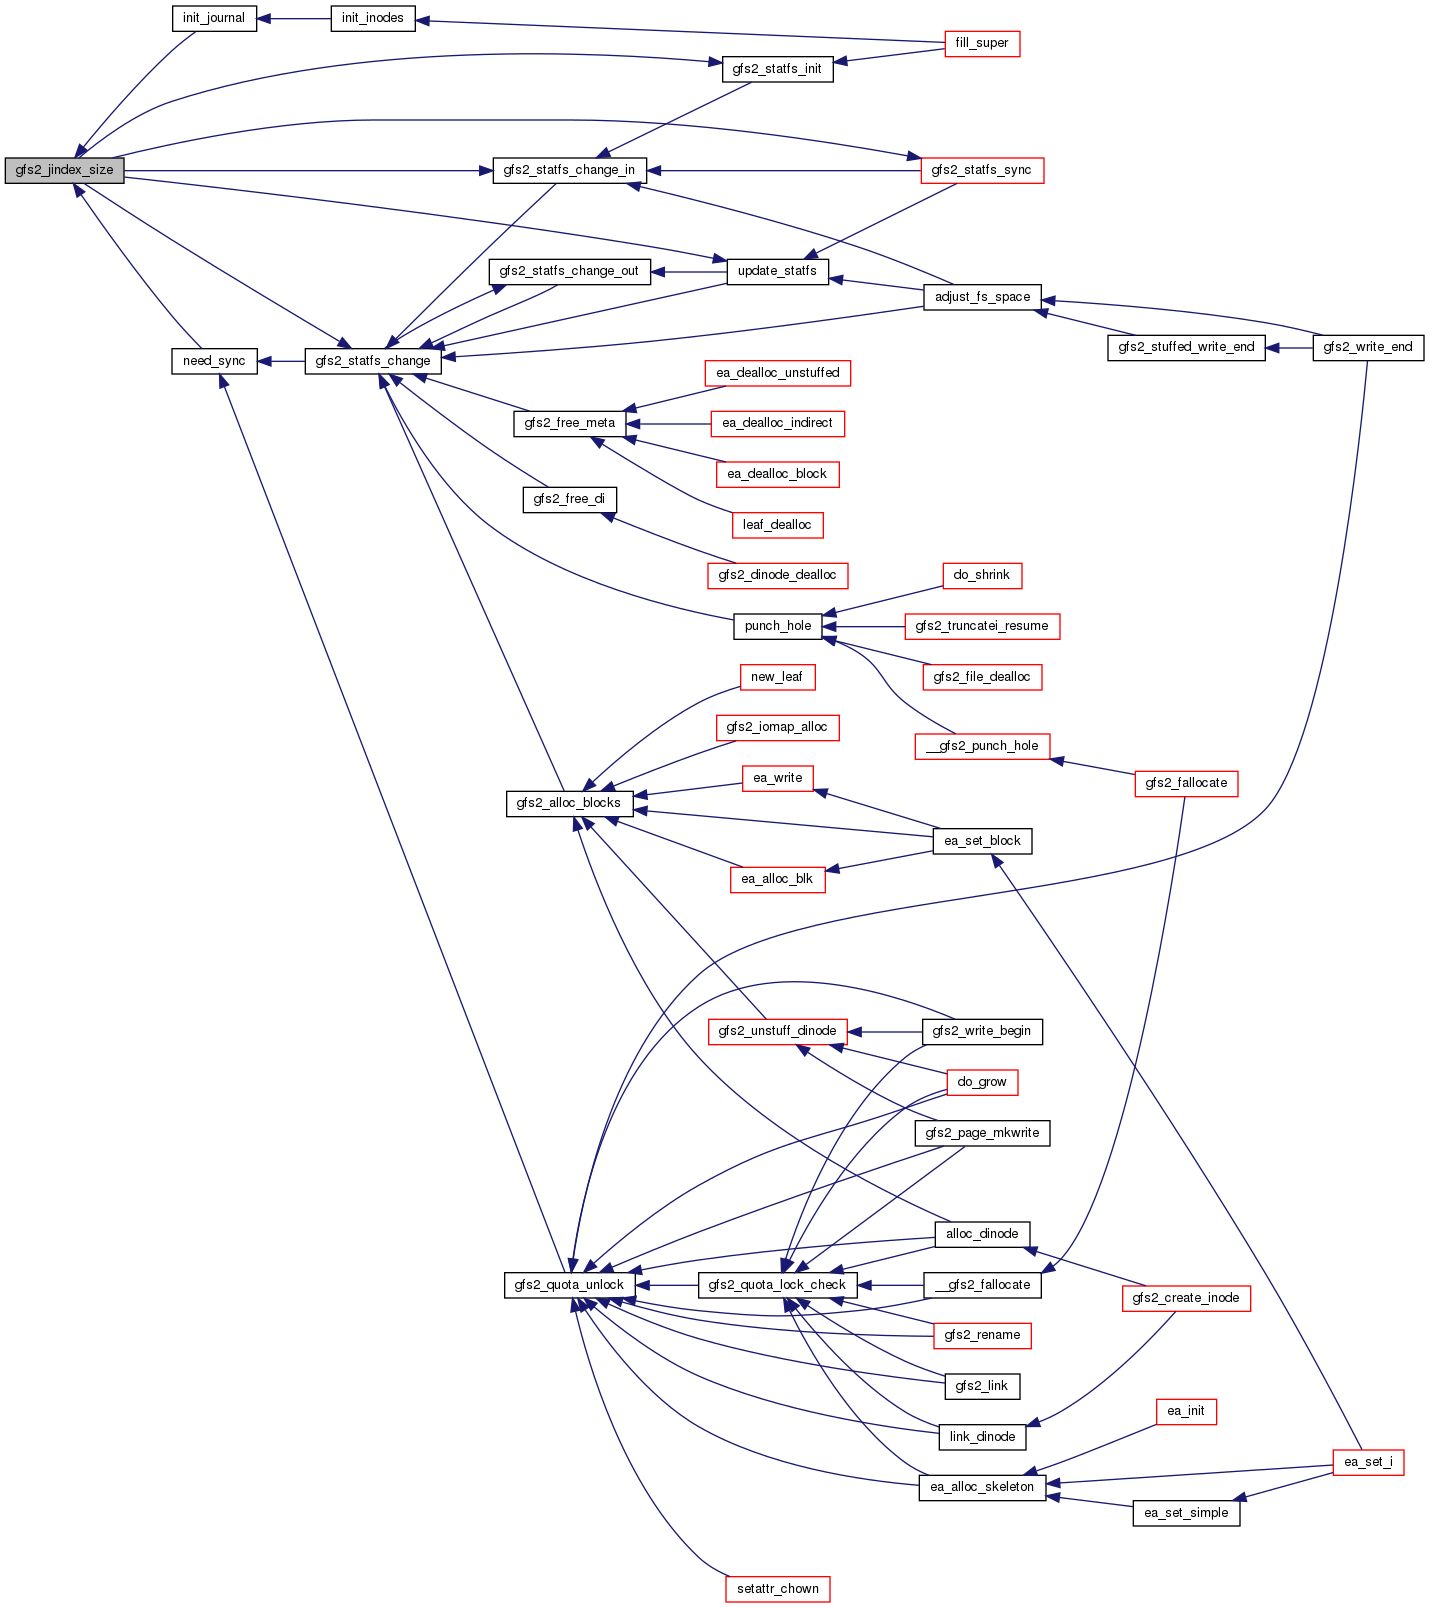 init_journal
init_inodes
fill_super
gfs2_statfs_init
gfs2_jindex_size
gfs2_statfs_change_in
gfs2_statfs_sync
gfs2_statfs_change_out
update_statfs
adjust_fs_space
gfs2_stuffed_write_end
gfs2_write_end
need_sync
gfs2_statfs_change
ea_dealloc_unstuffed
gfs2_free_meta
ea_dealloc_indirect
ea_dealloc_block
gfs2_free_di
leaf_dealloc
gfs2_dinode_dealloc
do_shrink
punch_hole
gfs2_truncatei_resume
gfs2_file_dealloc
new_leaf
gfs2_iomap_alloc
__gfs2_punch_hole
ea_write
gfs2_fallocate
gfs2_alloc_blocks
ea_set_block
ea_alloc_blk
gfs2_unstuff_dinode
gfs2_write_begin
do_grow
gfs2_page_mkwrite
alloc_dinode
gfs2_quota_unlock
gfs2_quota_lock_check
__gfs2_fallocate
gfs2_create_inode
gfs2_rename
gfs2_link
ea_init
link_dinode
ea_set_i
ea_alloc_skeleton
ea_set_simple
setattr_chown